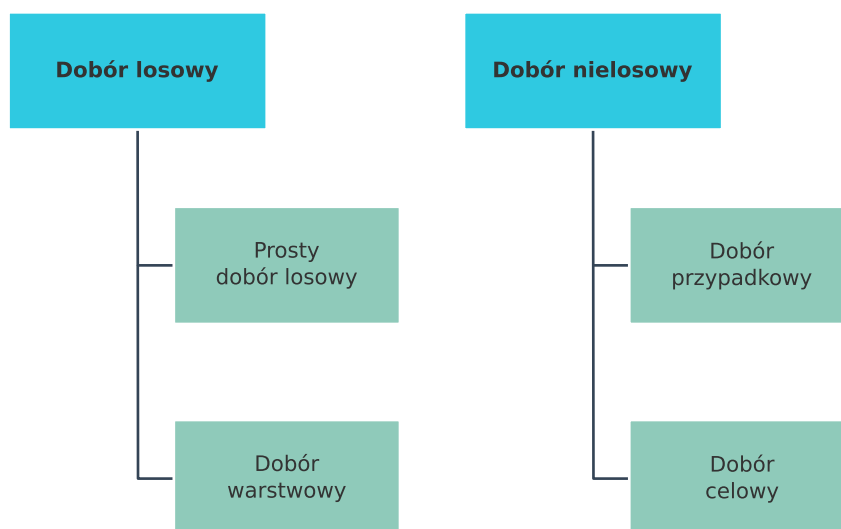 Dobór losowy
Prosty
dobór losowy
Dobór
warstwowy
Dobór nielosowy
Dobór
przypadkowy
Dobór
celowy